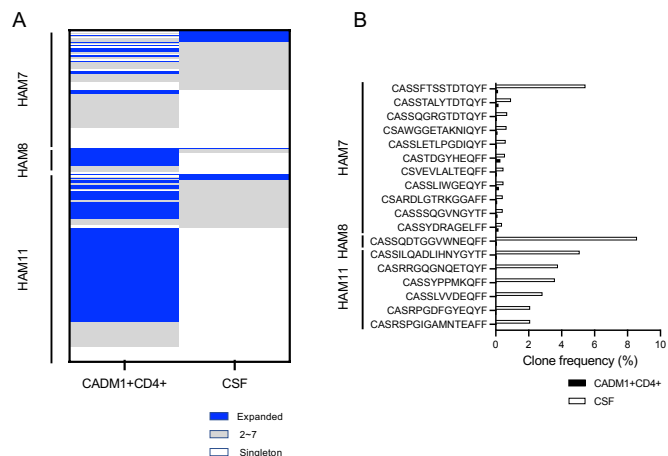 A
HAM7
HAM8
HAM11
CADM1+CD4+
CSF
Expanded
2~7
Singleton
B
HAM7
HAM8
HAM11
CASSFTSSTDTQYF
CASSTALYTDTQYF
CASSQGRGTDTQYF
CSAWGGETAKNIQYF
CASSLETLPGDIQYF
CASTDGYHEQFF
CSVEVLALTEQFF
CASSLIWGEQYF
CSARDLGTRKGGAFF
CASSSQGVNGYTF
CASSYDRAGELFF
CASSQDTGGVWNEQFF
CASSILQADLIHNYGYTF
CASRRGQGNQETQYF
CASSYPPMKQFF
CASSLVVDEQFF
CASRPGDFGYEQYF
CASRSPGIGAMNTEAFF
0 2 4 6 8 10
Clone frequency (%)
CADM1+CD4+
CSF